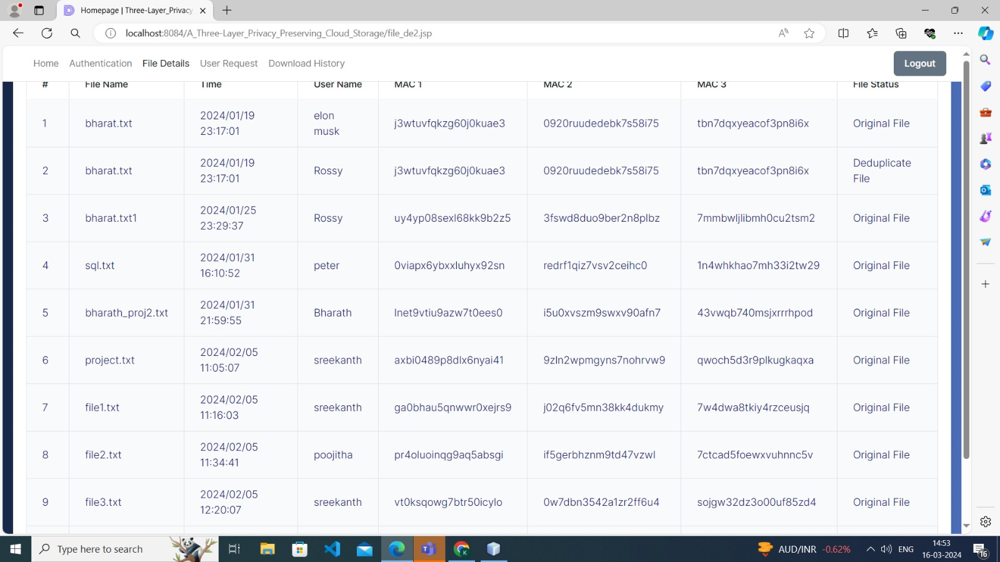 Homepage | Three-Layer_Privacy
localhost:8084/A_Three-Layer_Privacy_Preserving_Cloud_Storage/file_de2.jsp
Home Authentication File Details User Request Download History Logout
# File Name Time User Name MAC 1 MAC 2 MAC 3 File Status
1 bharat.txt 2024/01/19 23:17:01 elon musk j3wtuvfqkzg60j0kuae3 0920ruudedebk7s58i75 tbn7dqxyeacof3pn8i6x Original File
2 bharat.txt 2024/01/19 23:17:01 Rossy j3wtuvfqkzg60j0kuae3 0920ruudedebk7s58i75 tbn7dqxyeacof3pn8i6x Deduplicate File
3 bharat.txt1 2024/01/25 23:29:37 Rossy uy4yp08sexl68kk9b2z5 3fswd8duo9ber2n8plbz 7mmbwljlibmh0cu2tsm2 Original File
4 sql.txt 2024/01/31 16:10:52 peter 0viapx6ybxxluhyx92sn redrf1qiz7vsv2ceihc0 1n4whkhao7mh33i2tw29 Original File
5 bharath_proj2.txt 2024/01/31 21:59:55 Bharath lnet9vtiu9azw7t0ees0 i5u0xvszm9swxv90afn7 43vwqb740msjxrrrhpod Original File
6 project.txt 2024/02/05 11:05:07 sreekanth axbi0489p8dlx6nyai41 9zln2wpmgyns7nohrvw9 qwoch5d3r9plkugkaqxa Original File
7 file1.txt 2024/02/05 11:16:03 sreekanth ga0bhau5qnwwr0xejrs9 j02q6fv5mn38kk4dukmy 7w4dwa8tkiy4rzceusjq Original File
8 file2.txt 2024/02/05 11:34:41 poojitha pr4oluoinqg9aq5absgi if5gerbhznm9td47vzwl 7ctcad5foewxvuhnnc5v Original File
9 file3.txt 2024/02/05 12:20:07 sreekanth vt0ksqowg7btr50icylo 0w7dbn3542a1zr2ff6u4 sojgw32dz3o00uf85zd4 Original File
Type here to search
AUD/INR -0.62% ENG
14:53
16-03-2024
16